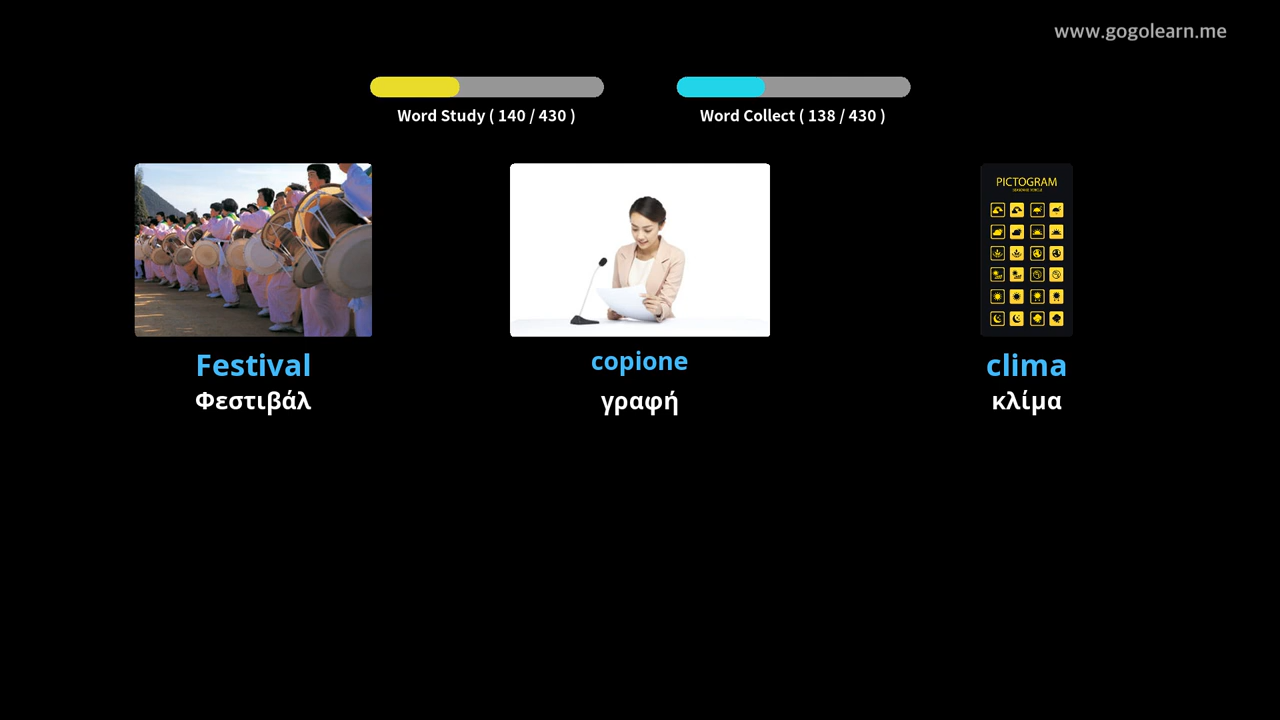 www.gogolearn.me
Word Study ( 140 / 430 )
Word Collect ( 138 / 430 )
PICTOGRAM
Festival
Φεστιβάλ
copione
γραφή
clima
κλίμα